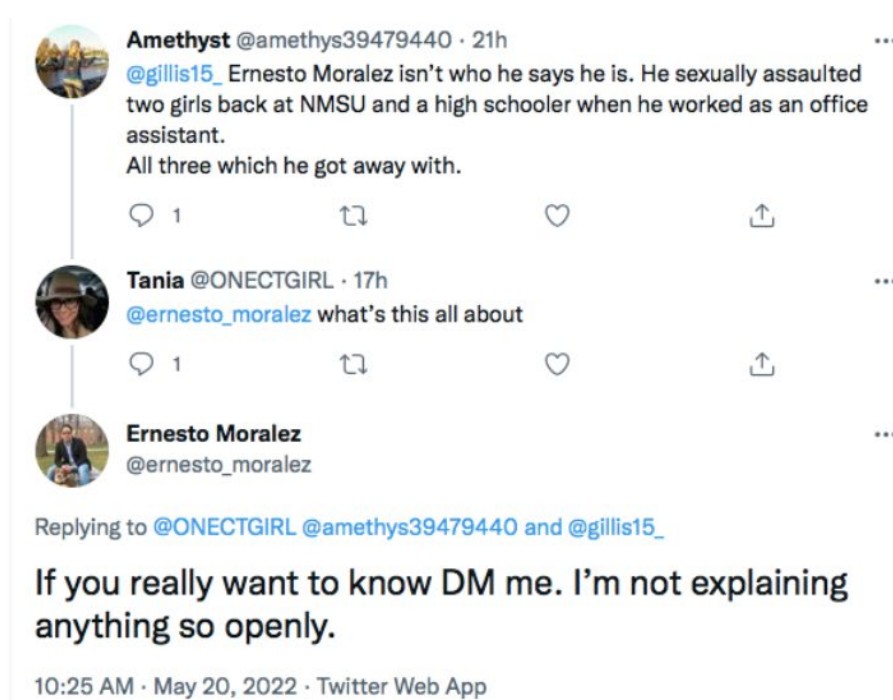 Amethyst @amethys39479440 · 21h
@gillis15_ Ernesto Moralez isn't who he says he is. He sexually assaulted
two girls back at NMSU and a high schooler when he worked as an office
assistant.
All three which he got away with.
1
Tania @ONECTGIRL · 17h
@ernesto_moralez what's this all about
1
Ernesto Moralez
@ernesto_moralez
Replying to @ONECTGIRL @amethys39479440 and @gillis15_
If you really want to know DM me. I'm not explaining
anything so openly.
10:25 AM · May 20, 2022 · Twitter Web App